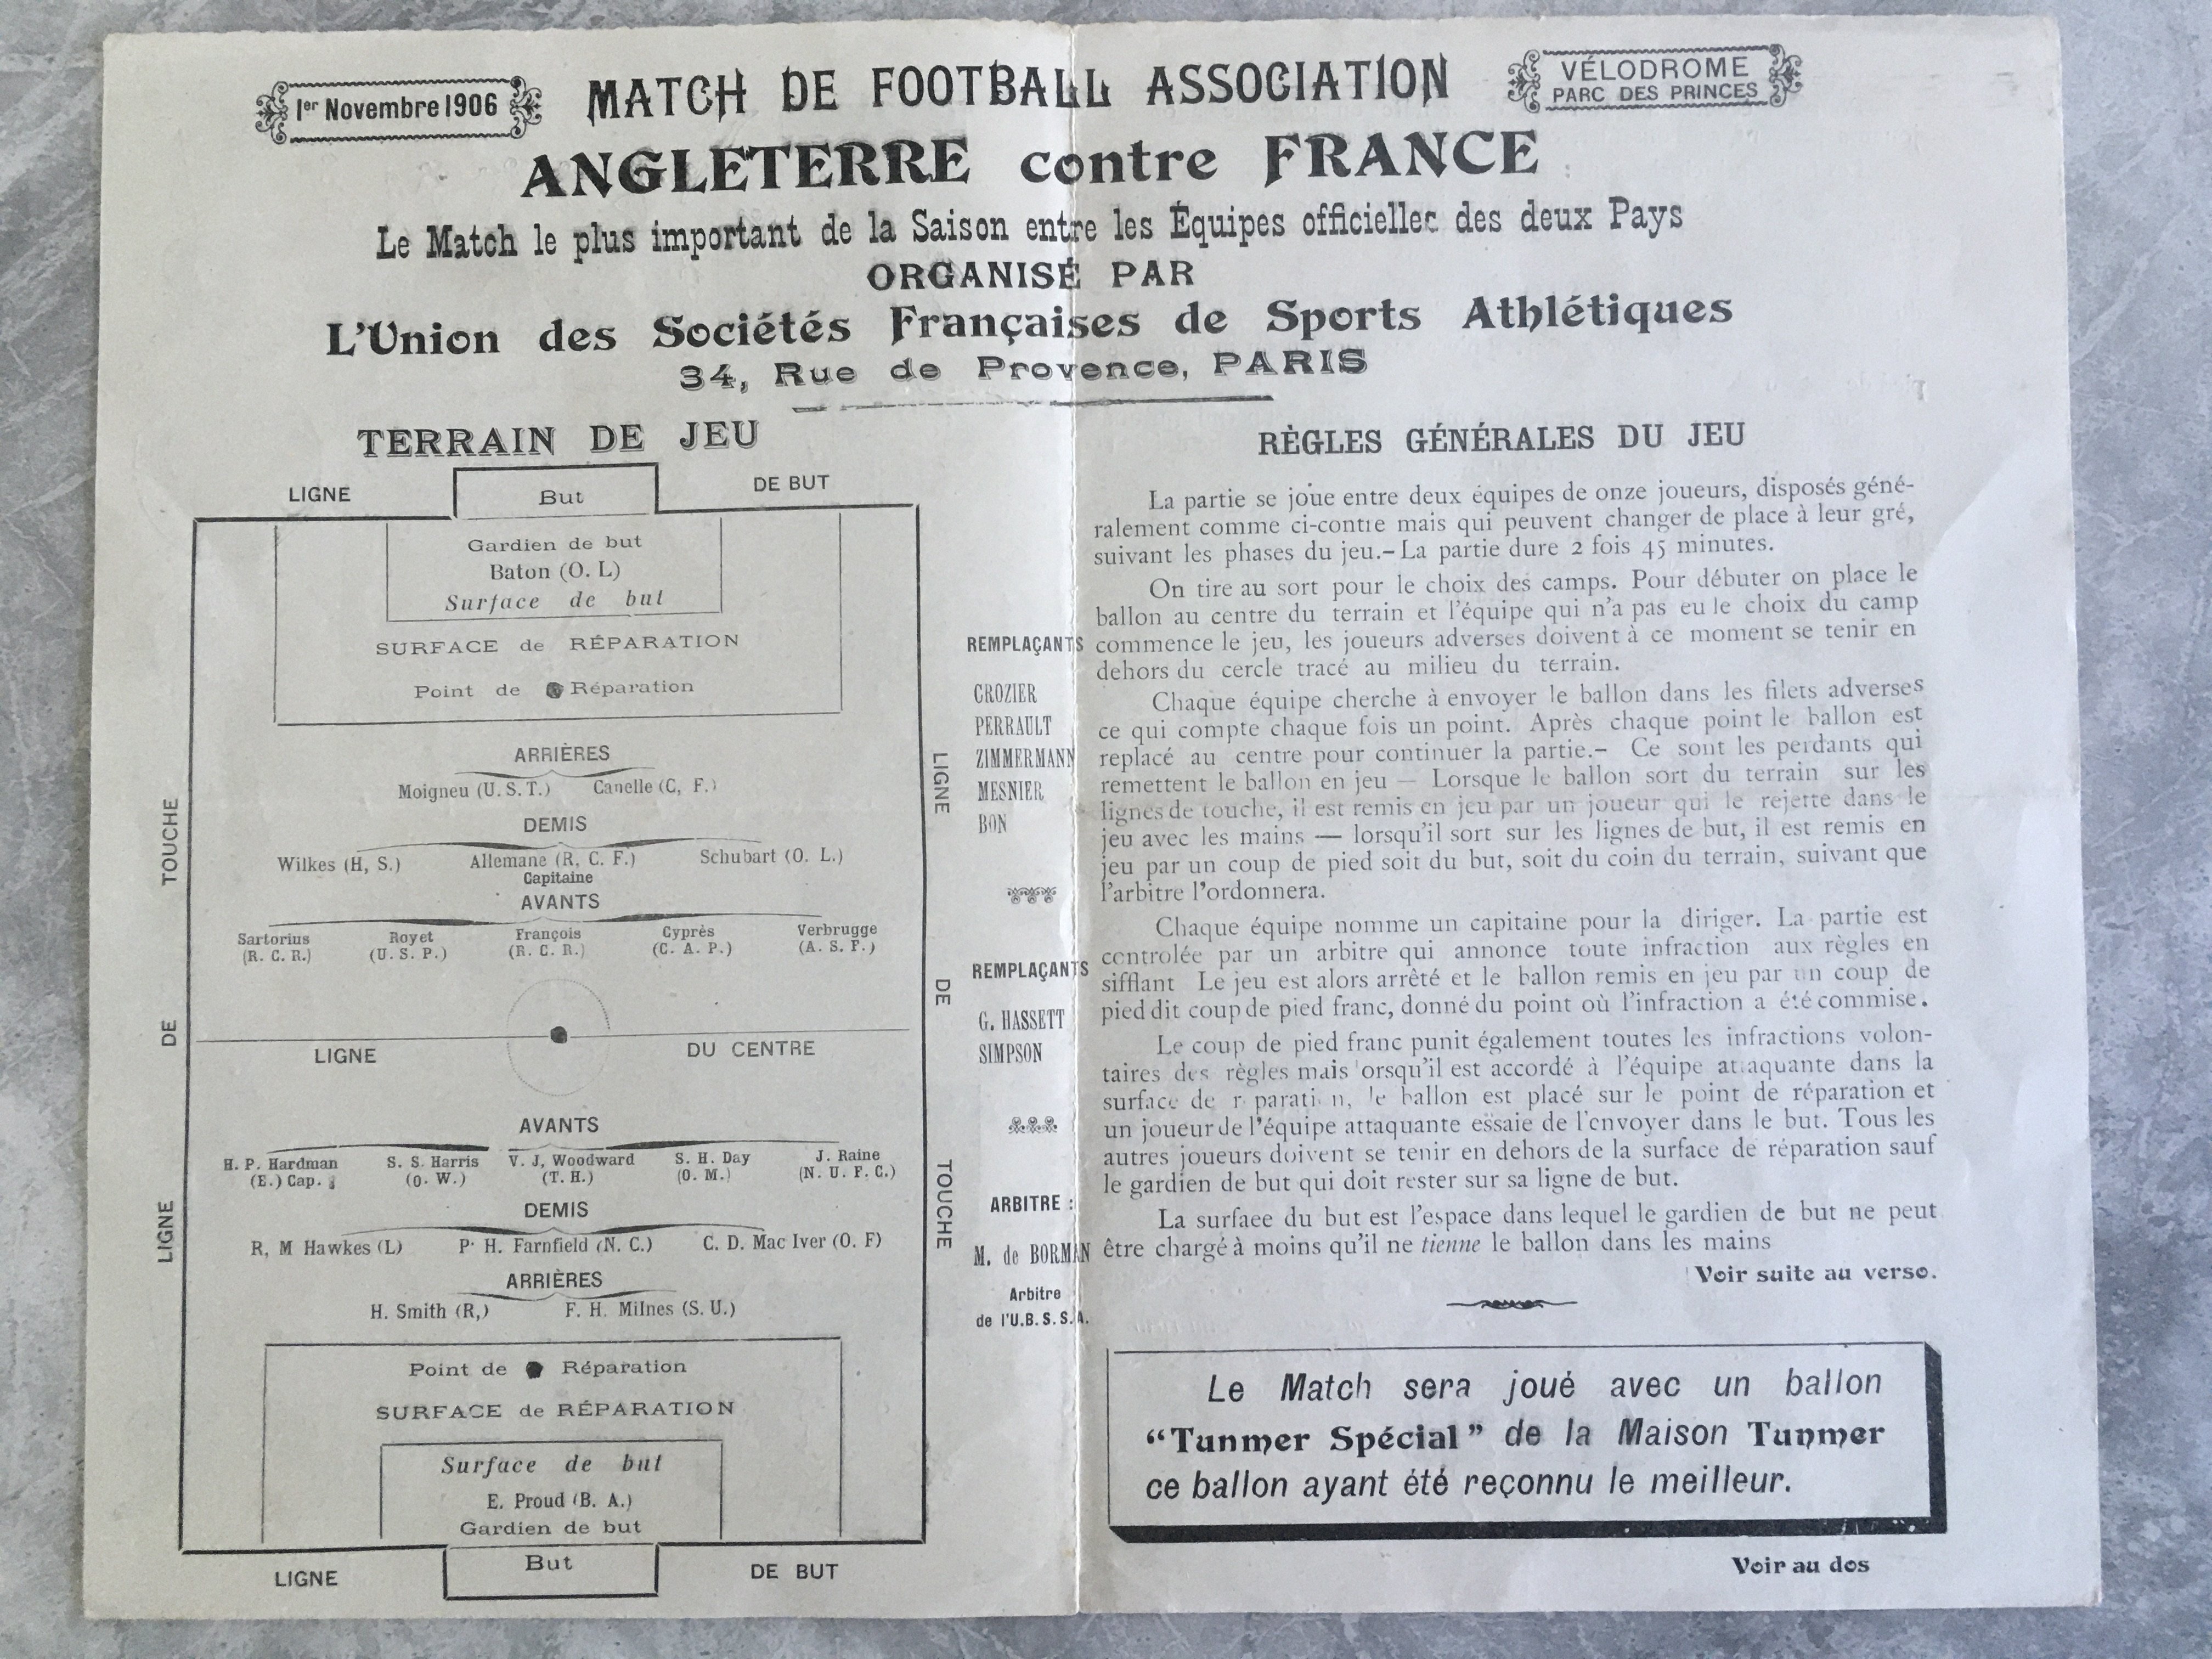 1er Novembre 1906
MATCH DE FOOTBALL ASSOCIATION
VÉLODROME
PARC DES PRINCES
ANGLETERRE contre FRANCE
Le Match le plus important de la Saison entre les Équipes officielles des deux Pays
ORGANISÉ PAR
L'Union des Sociétés Françaises de Sports Athlétiques
34, Rue de Provence, PARIS
TERRAIN DE JEU
LIGNE But DE BUT
Gardien de but
Baton (O. L)
Surface de but
SURFACE de RÉPARATION
Point de Réparation
ARRIÈRES
Moigneu (U. S. T.) Canelle (C, F.)
DEMIS
Wilkes (H, S.) Allemane (R, C. F.) Schubart (O. L.)
Capitaine
AVANTS
Sartorius Royet François Cyprès Verbrugge
(R. C. R.) (U. S. P.) (R. C. R.) (C. A. P.) (A. S. F.)
LIGNE DU CENTRE
AVANTS
H. P. Hardman S. S. Harris V. J, Woodward S. H. Day J. Raine
(E.) Cap. (O. W.) (T. H.) (O. M.) (N. U. F. C.)
DEMIS
R, M Hawkes (L) P. H. Farnfield (N. C.) C. D. Mac Iver (O. F)
ARRIÈRES
H. Smith (R,) F. H. Milnes (S. U.)
Point de Réparation
SURFACE de RÉPARATION
Surface de but
E. Proud (B. A.)
Gardien de but
LIGNE But DE BUT
LIGNE DE TOUCHE
LIGNE DE TOUCHE
REMPLAÇANTS
CROZIER
PERRAULT
ZIMMERMANN
MESNIER
BON
REMPLAÇANTS
G. HASSETT
SIMPSON
ARBITRE :
M. de BORMAN
Arbitre
de l'U.B.S.S.A.
RÈGLES GÉNÉRALES DU JEU
La partie se joue entre deux équipes de onze joueurs, disposés géné-
ralement comme ci-contre mais qui peuvent changer de place à leur gré,
suivant les phases du jeu.– La partie dure 2 fois 45 minutes.
On tire au sort pour le choix des camps. Pour débuter on place le
ballon au centre du terrain et l'équipe qui n'a pas eu le choix du camp
commence le jeu, les joueurs adverses doivent à ce moment se tenir en
dehors du cercle tracé au milieu du terrain.
Chaque équipe cherche à envoyer le ballon dans les filets adverses
ce qui compte chaque fois un point. Après chaque point le ballon est
replacé au centre pour continuer la partie.– Ce sont les perdants qui
remettent le ballon en jeu — Lorsque le ballon sort du terrain sur les
lignes de touche, il est remis en jeu par un joueur qui le rejette dans le
jeu avec les mains — lorsqu'il sort sur les lignes de but, il est remis en
jeu par un coup de pied soit du but, soit du coin du terrain, suivant que
l'arbitre l'ordonnera.
Chaque équipe nomme un capitaine pour la diriger. La partie est
controlée par un arbitre qui annonce toute infraction aux règles en
sifflant Le jeu est alors arrêté et le ballon remis en jeu par un coup de
pied dit coup de pied franc, donné du point où l'infraction a été commise.
Le coup de pied franc punit également toutes les infractions volon-
taires des règles mais lorsqu'il est accordé à l'équipe attaquante dans la
surface de réparation, le ballon est placé sur le point de réparation et
un joueur de l'équipe attaquante essaie de l'envoyer dans le but. Tous les
autres joueurs doivent se tenir en dehors de la surface de réparation sauf
le gardien de but qui doit rester sur sa ligne de but.
La surface du but est l'espace dans lequel le gardien de but ne peut
être chargé à moins qu'il ne tienne le ballon dans les mains
Voir suite au verso.
Le Match sera joué avec un ballon
“Tunmer Spécial” de la Maison Tunmer
ce ballon ayant été reçonnu le meilleur.
Voir au dos